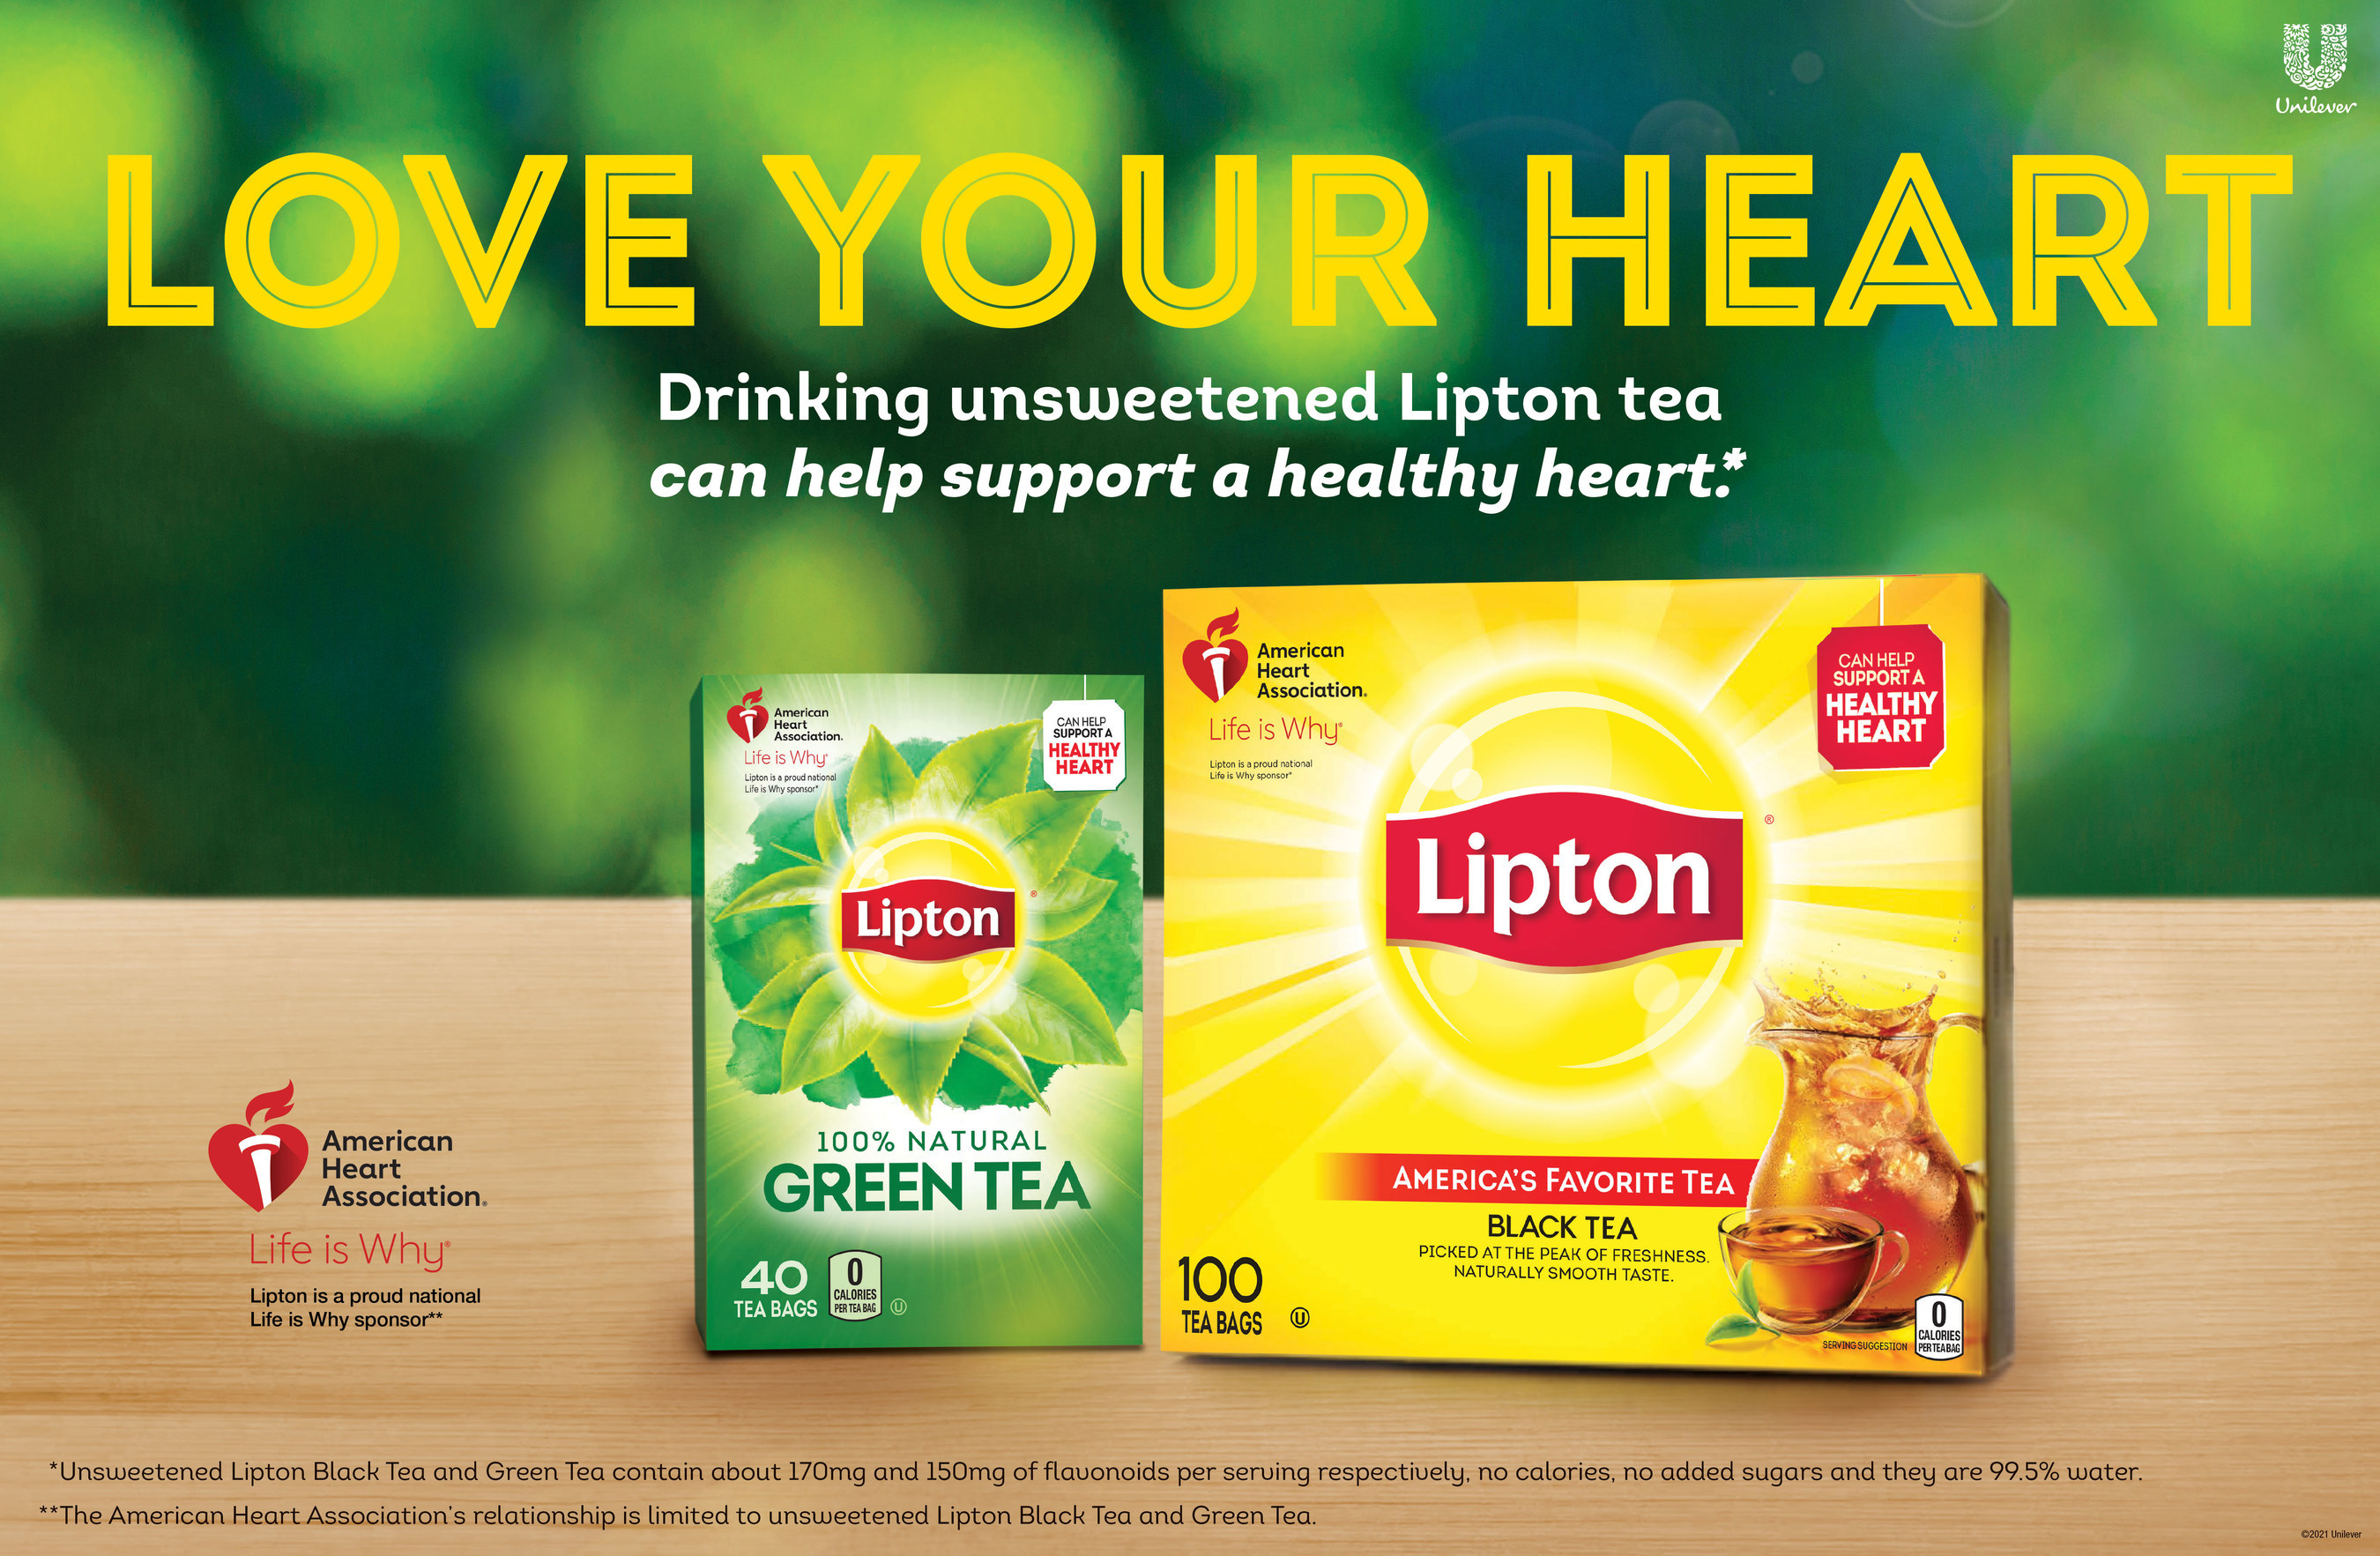 Unilever
LOVE YOUR HEART
Drinking unsweetened Lipton tea
can help support a healthy heart.*
American
Heart
Association.
Life is Why®
Lipton is a proud national
Life is Why sponsor*
CAN HELP
SUPPORT A
HEALTHY
HEART
Lipton
®
100% NATURAL
GREEN TEA
40
TEA BAGS
0
CALORIES
PER TEA BAG
U
American
Heart
Association.
Life is Why®
Lipton is a proud national
Life is Why sponsor*
CAN HELP
SUPPORT A
HEALTHY
HEART
Lipton
®
AMERICA'S FAVORITE TEA
BLACK TEA
PICKED AT THE PEAK OF FRESHNESS.
NATURALLY SMOOTH TASTE.
100
TEA BAGS
U
SERVING SUGGESTION
0
CALORIES
PER TEA BAG
American
Heart
Association®
Life is Why®
Lipton is a proud national
Life is Why sponsor**
*Unsweetened Lipton Black Tea and Green Tea contain about 170mg and 150mg of flavonoids per serving respectively, no calories, no added sugars and they are 99.5% water.
**The American Heart Association's relationship is limited to unsweetened Lipton Black Tea and Green Tea.
©2021 Unilever